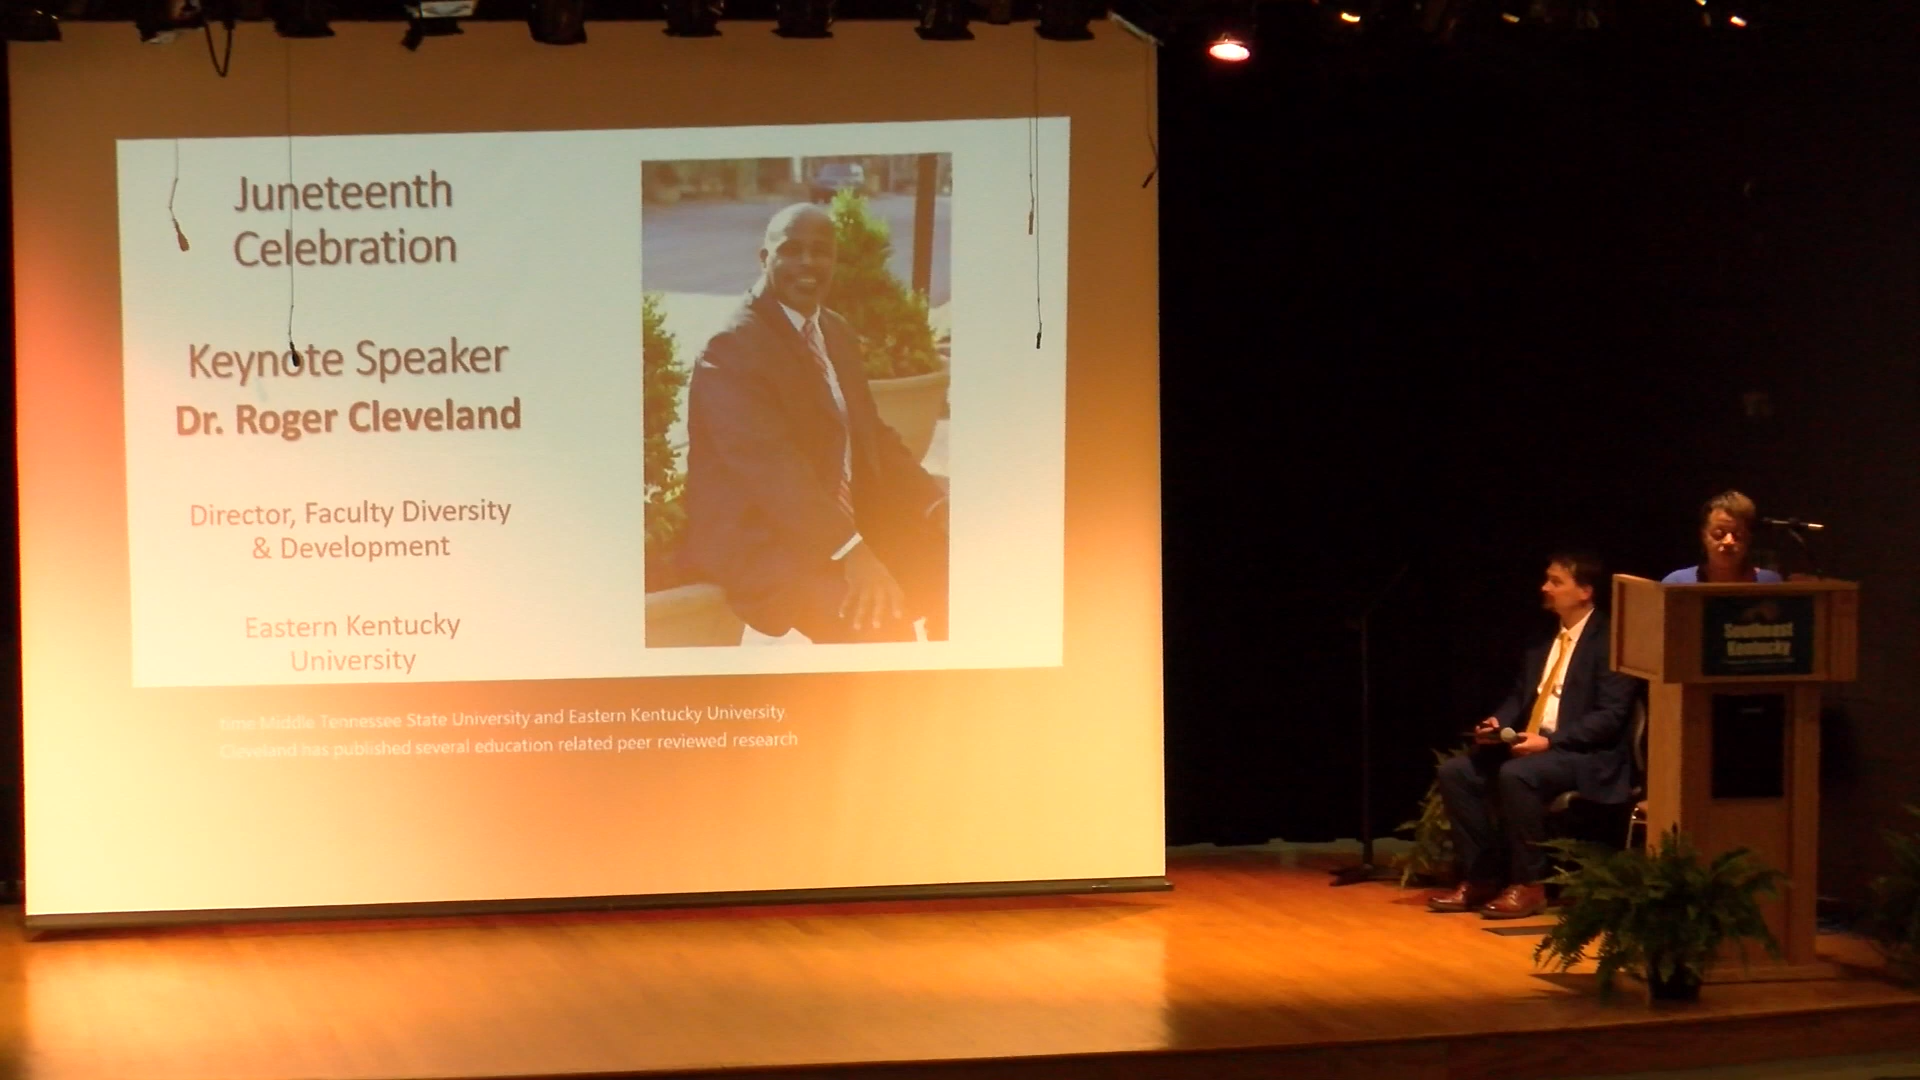 Juneteenth
Celebration
Keynote Speaker
Dr. Roger Cleveland
Director, Faculty Diversity
& Development
Eastern Kentucky
University
time Middle Tennessee State University and Eastern Kentucky University.
Cleveland has published several education related peer reviewed research
Southeast
Kentucky